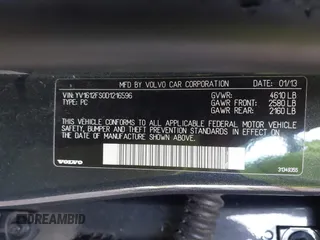 MFD BY VOLVO CAR CORPORATION 01/13
VIN: YV1612FS0D1216596 GVWR: 4610 LB
TYPE: PC GAWR FRONT: 2580 LB
GAWR REAR: 2160 LB
THIS VEHICLE CONFORMS TO ALL APPLICABLE FEDERAL MOTOR VEHICLE
SAFETY, BUMPER AND THEFT PREVENTION STANDARDS IN EFFECT
ON THE DATE OF MANUFACTURE SHOWN ABOVE.
VOLVO
DREAMBID